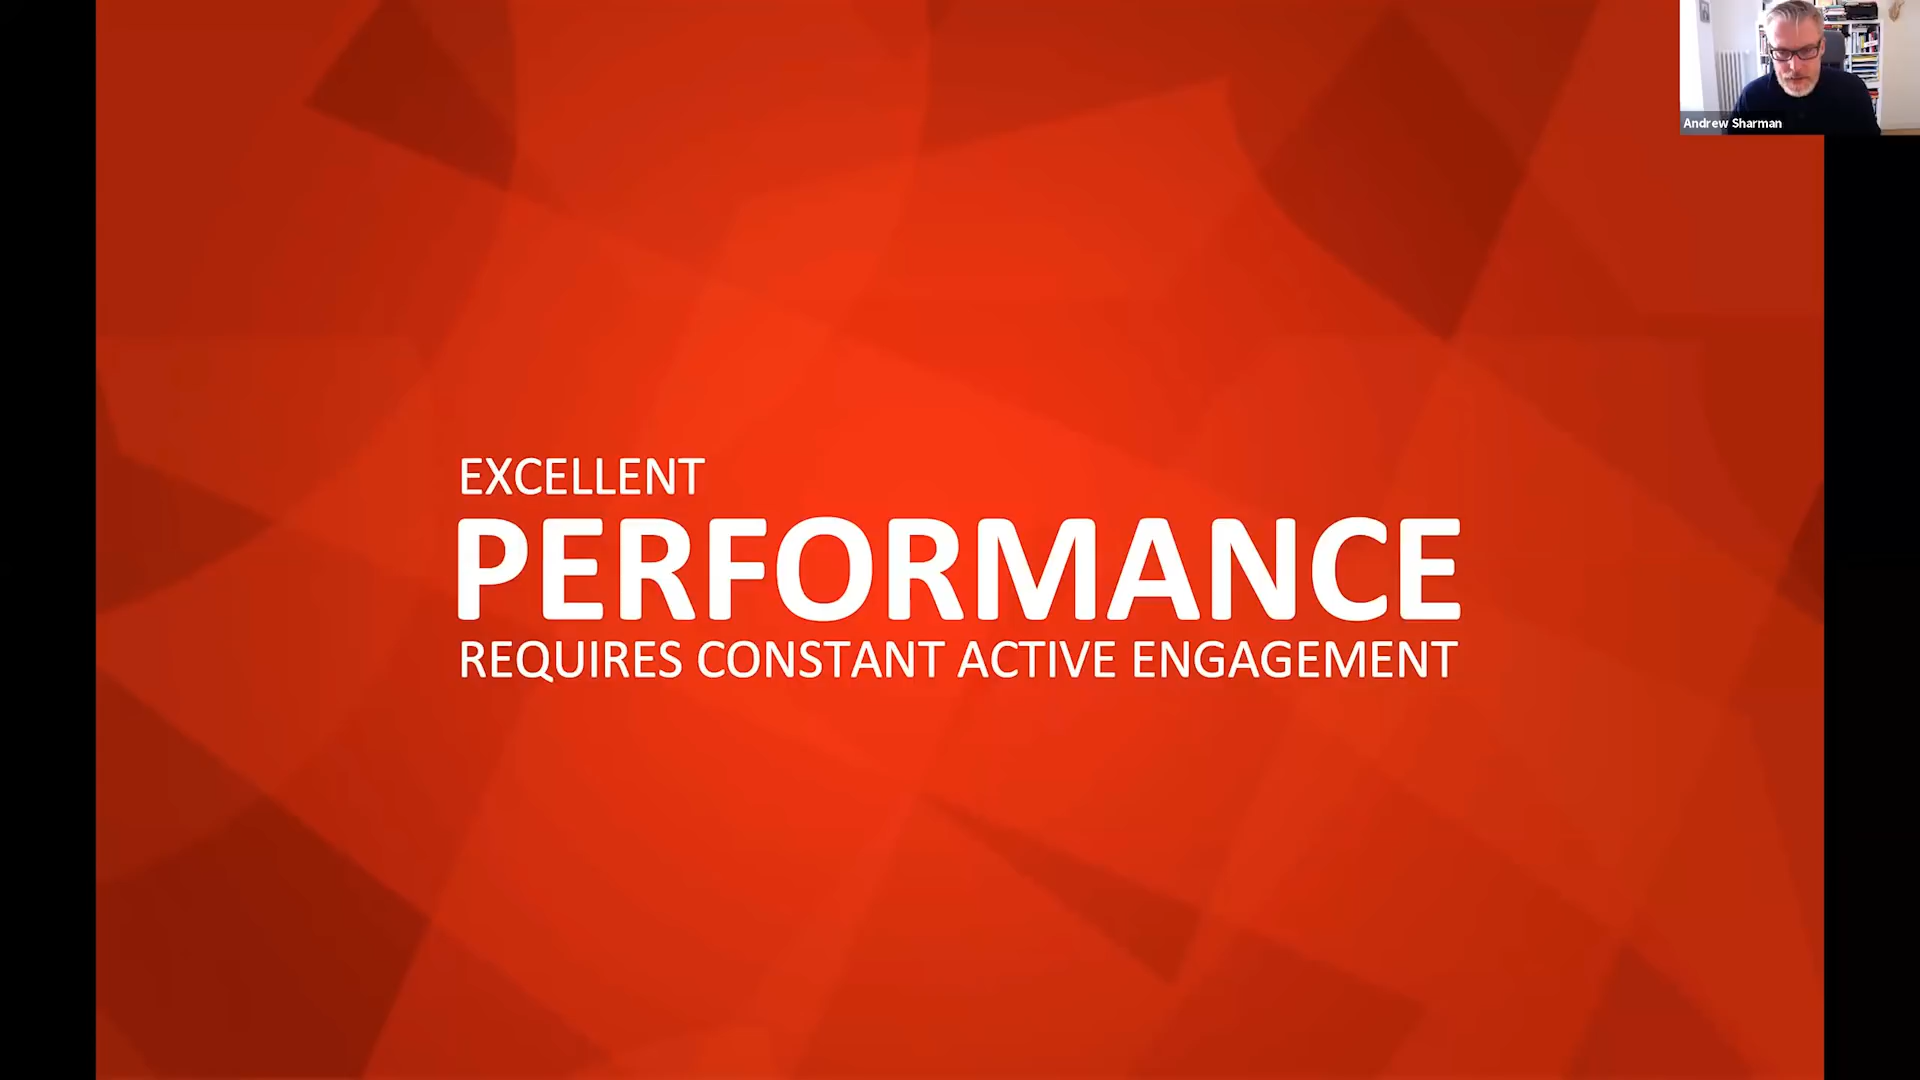 Andrew Sharman
EXCELLENT
PERFORMANCE
REQUIRES CONSTANT ACTIVE ENGAGEMENT